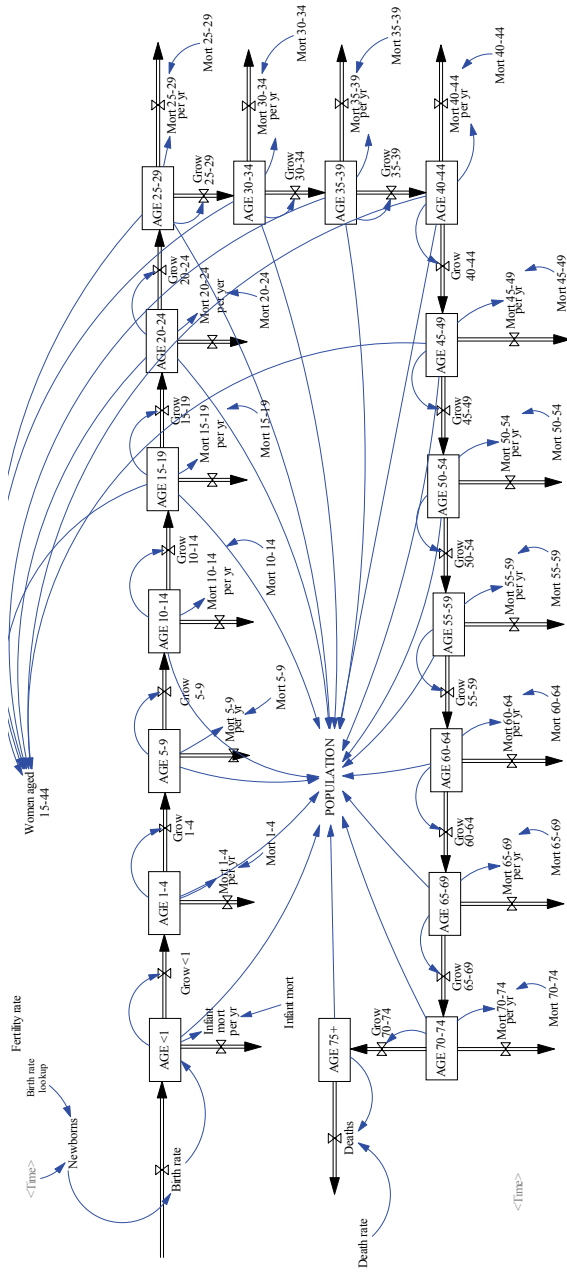 <Time>
Newborns
Birth rate
lookup
Fertility rate
Women aged
15-44
Birth rate
AGE <1
Infant
mort
per yr
Infant mort
Grow <1
AGE 1-4
Mort 1-4
per yr
Mort 1-4
Grow
1-4
AGE 5-9
Mort 5-9
per yr
Mort 5-9
Grow
5-9
AGE 10-14
Mort 10-14
per yr
Mort 10-14
Grow
10-14
AGE 15-19
Mort 15-19
per yr
Mort 15-19
Grow
15-19
AGE 20-24
Mort 20-24
per yer
Mort 20-24
Grow
20-24
AGE 25-29
Mort 25-29
per yr
Mort 25-29
Grow
25-29
AGE 30-34
Mort 30-34
per yr
Mort 30-34
Grow
30-34
AGE 35-39
Mort 35-39
per yr
Mort 35-39
Grow
35-39
AGE 40-44
Mort 40-44
per yr
Mort 40-44
Grow
40-44
AGE 45-49
Mort 45-49
per yr
Mort 45-49
Grow
45-49
AGE 50-54
Mort 50-54
per yr
Mort 50-54
Grow
50-54
AGE 55-59
Mort 55-59
per yr
Mort 55-59
Grow
55-59
AGE 60-64
Mort 60-64
per yr
Mort 60-64
Grow
60-64
AGE 65-69
Mort 65-69
per yr
Mort 65-69
Grow
65-69
AGE 70-74
Mort 70-74
per yr
Mort 70-74
Grow
70-74
AGE 75+
Deaths
Death rate
POPULATION
<Time>